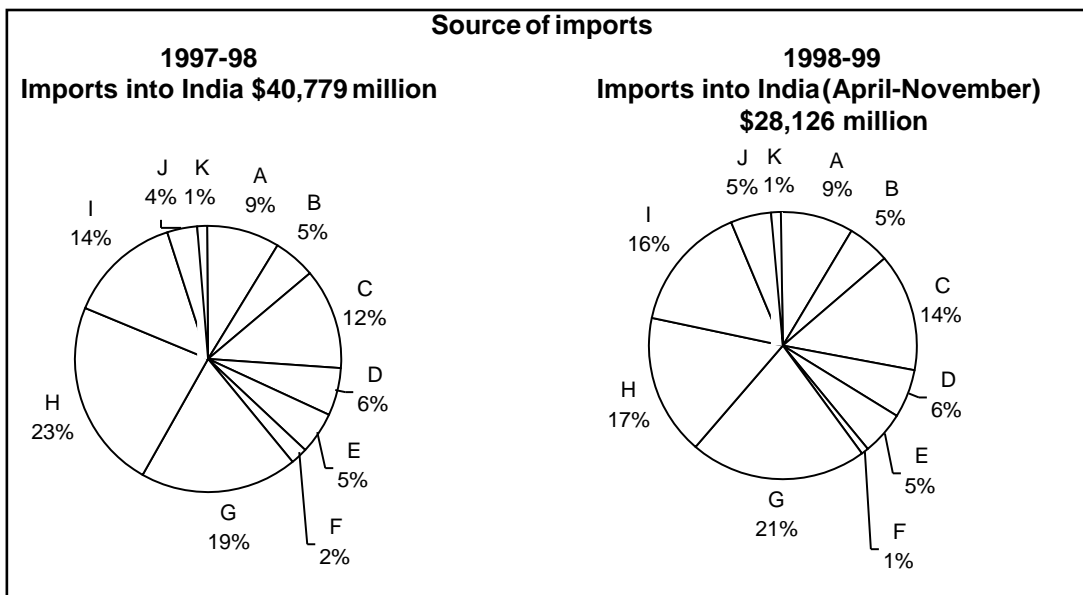 Source of imports
1997-98
Imports into India $40,779 million
J
4%
K
1%
A
9%
B
5%
I
14%
C
12%
D
6%
H
23%
E
5%
G
19%
F
2%
1998-99
Imports into India (April-November)
$28,126 million
J
5%
K
1%
A
9%
B
5%
I
16%
C
14%
D
6%
H
17%
E
5%
G
21%
F
1%